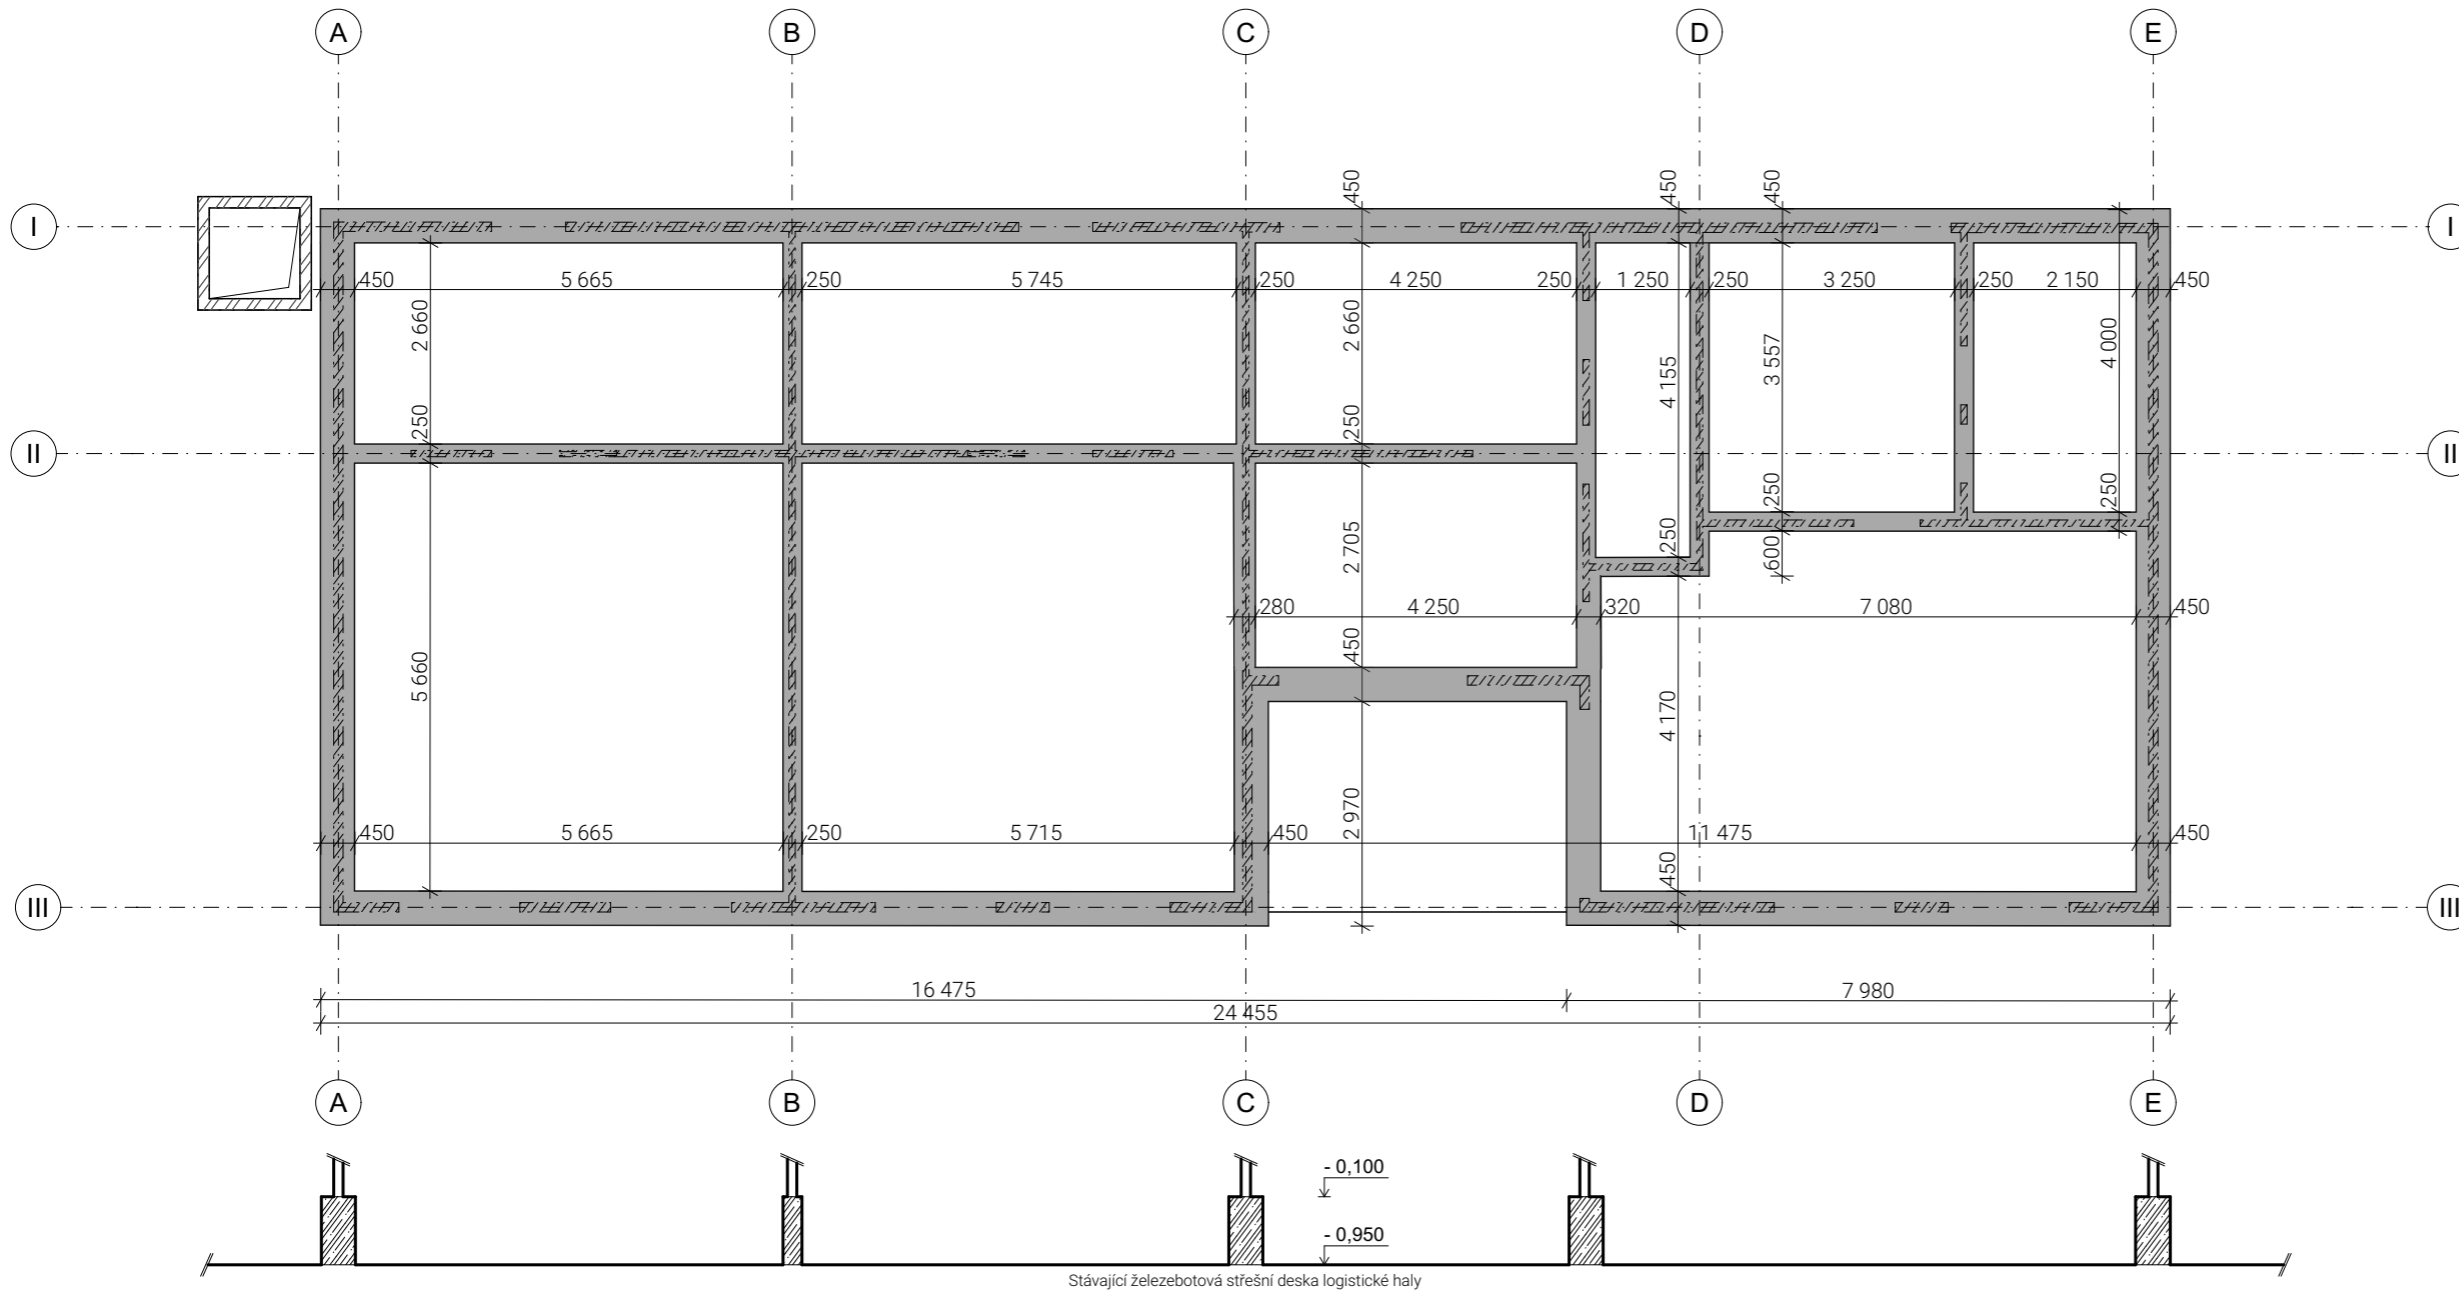 A B C D E
I I
450 450 450
450 5 665 250 5 745 250 4 250 250 1 250 250 3 250 250 2 150 450
2 660 2 660 4 155 3 557 4 000
II II
250 250 250 250 250
5 660 2 705 600
280 4 250 320 7 080 450
450 4 170
2 970
450 5 665 250 5 715 450 11 475 450
450
III III
16 475 7 980
24 455
A B C D E
- 0,100
- 0,950
Stávající železebotová střešní deska logistické haly